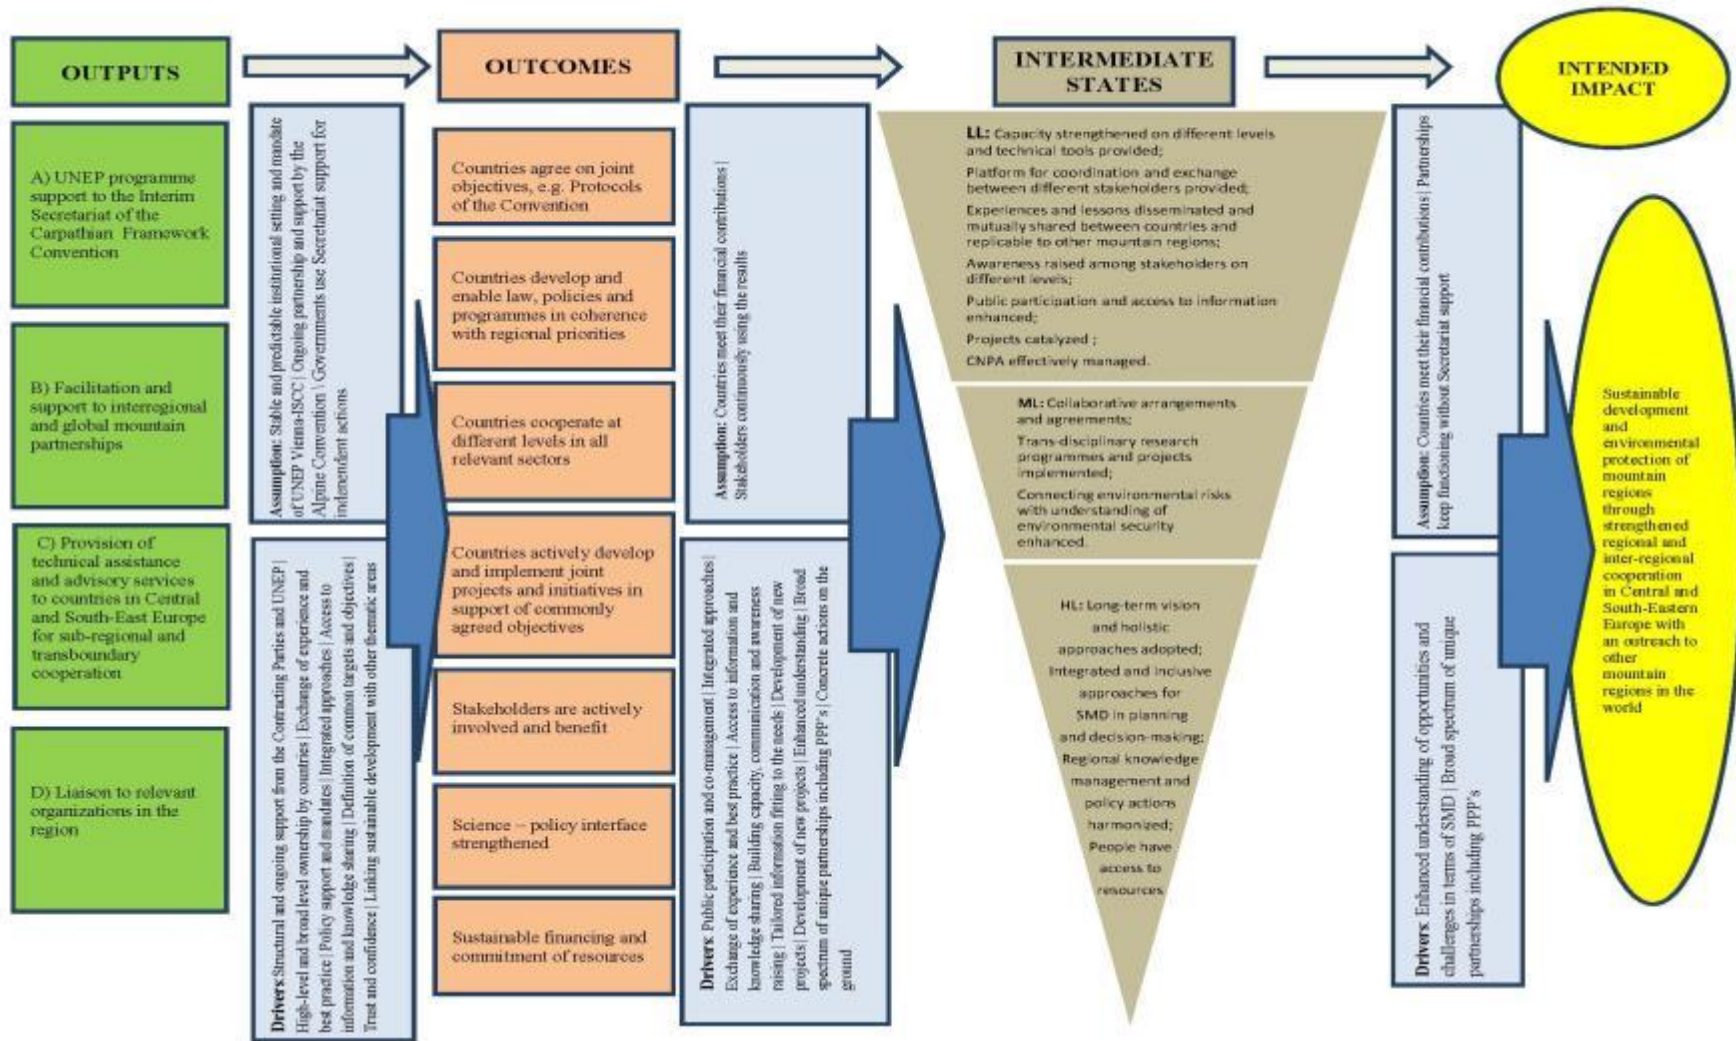 OUTPUTS
OUTCOMES
INTERMEDIATE
STATES
INTENDED
IMPACT
A) UNEP programme
support to the Interim
Secretariat of the
Carpathian Framework
Convention
B) Facilitation and
support to interregional
and global mountain
partnerships
C) Provision of
technical assistance
and advisory services
to countries in Central
and South-East Europe
for sub-regional and
transboundary
cooperation
D) Liaison to relevant
organizations in the
region
Assumption: Stable and predictable institutional setting and mandate
of UNEP Vienna-ISCC | Ongoing partnership and support by the
Alpine Convention \ Governments use Secretariat support for
independent actions
Drivers: Structural and ongoing support from the Contracting Parties and UNEP |
High-level and broad level ownership by countries | Exchange of experience and
best practice | Policy support and mandates | Integrated approaches | Access to
information and knowledge sharing | Definition of common targets and objectives |
Trust and confidence | Linking sustainable development with other thematic areas
Countries agree on joint
objectives, e.g. Protocols
of the Convention
Countries develop and
enable law, policies and
programmes in coherence
with regional priorities
Countries cooperate at
different levels in all
relevant sectors
Countries actively develop
and implement joint
projects and initiatives in
support of commonly
agreed objectives
Stakeholders are actively
involved and benefit
Science – policy interface
strengthened
Sustainable financing and
commitment of resources
Assumption: Countries meet their financial contributions |
Stakeholders continuously using the results
Drivers: Public participation and co-management | Integrated approaches |
Exchange of experience and best practice | Access to information and
knowledge sharing | Building capacity, communication and awareness
raising | Tailored information fitting to the needs | Development of new
projects | Development of new projects | Enhanced understanding | Broad
spectrum of unique partnerships including PPP's | Concrete actions on the
ground
LL: Capacity strengthened on different levels
and technical tools provided;
Platform for coordination and exchange
between different stakeholders provided;
Experiences and lessons disseminated and
mutually shared between countries and
replicable to other mountain regions;
Awareness raised among stakeholders on
different levels;
Public participation and access to information
enhanced;
Projects catalyzed ;
CNPA effectively managed.
ML: Collaborative arrangements
and agreements;
Trans-disciplinary research
programmes and projects
implemented;
Connecting environmental risks
with understanding of
environmental security
enhanced.
HL: Long-term vision
and holistic
approaches adopted;
Integrated and inclusive
approaches for
SMD in planning
and decision-making;
Regional knowledge
management and
policy actions
harmonized;
People have
access to
resources
Assumption: Countries meet their financial contributions | Partnerships
keep functioning without Secretariat support
Drivers: Enhanced understanding of opportunities and
challenges in terms of SMD | Broad spectrum of unique
partnerships including PPP's
Sustainable
development
and
environmental
protection of
mountain
regions
through
strengthened
regional and
inter-regional
cooperation
in Central and
South-Eastern
Europe with
an outreach to
other
mountain
regions in the
world